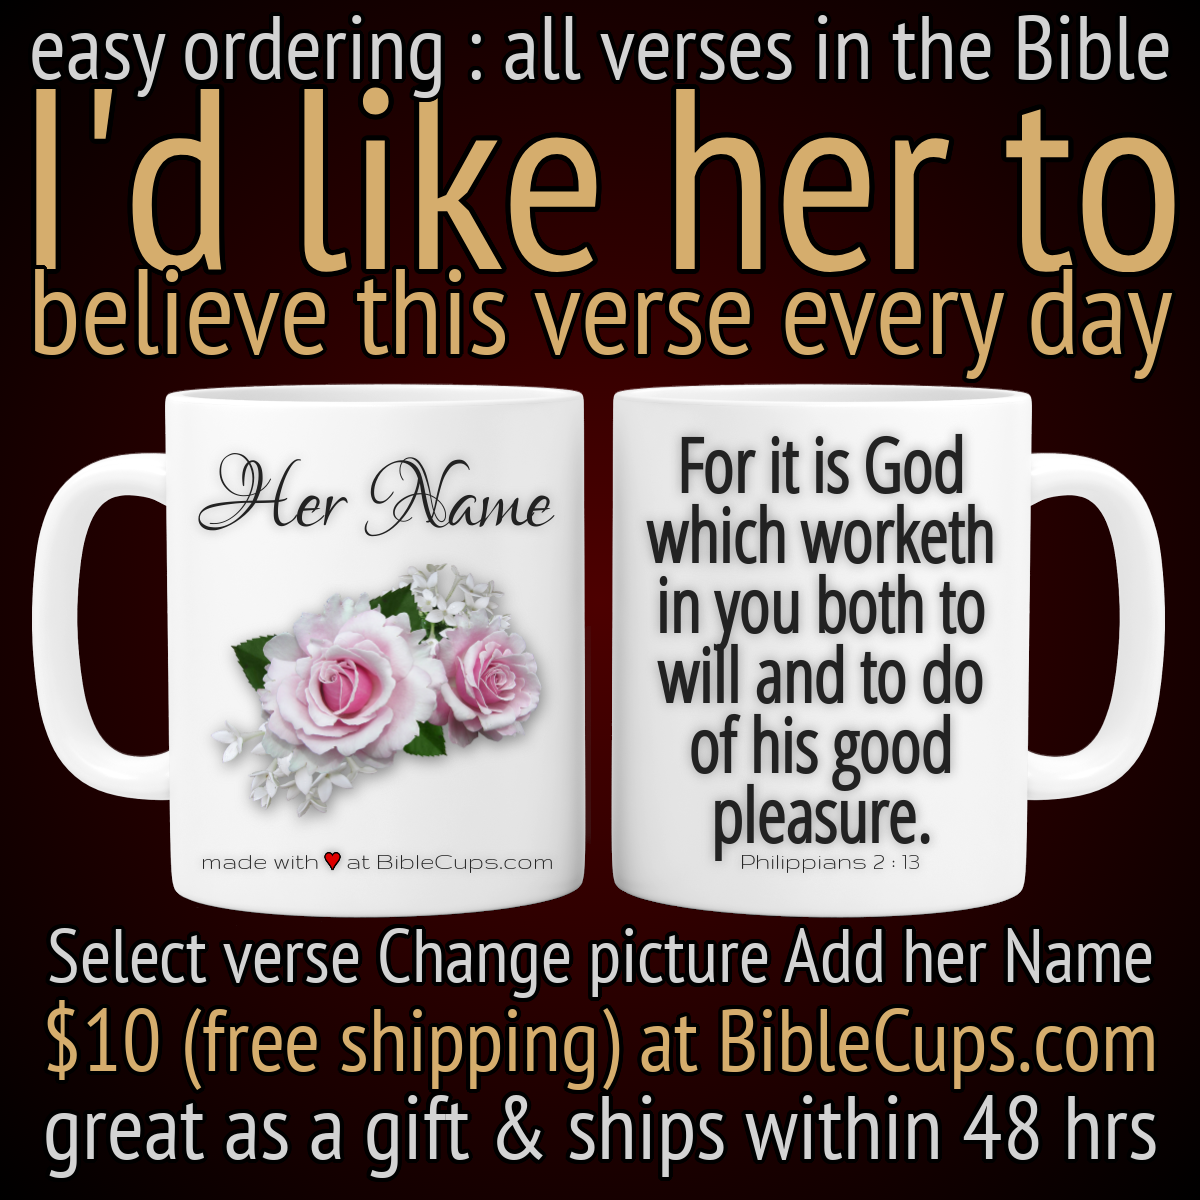 easy ordering : all verses in the Bible
I'd like her to
believe this verse every day
Her Name
made with ♥ at BibleCups.com
For it is God
which worketh
in you both to
will and to do
of his good
pleasure.
Philippians 2 : 13
Select verse Change picture Add her Name
$10 (free shipping) at BibleCups.com
great as a gift & ships within 48 hrs